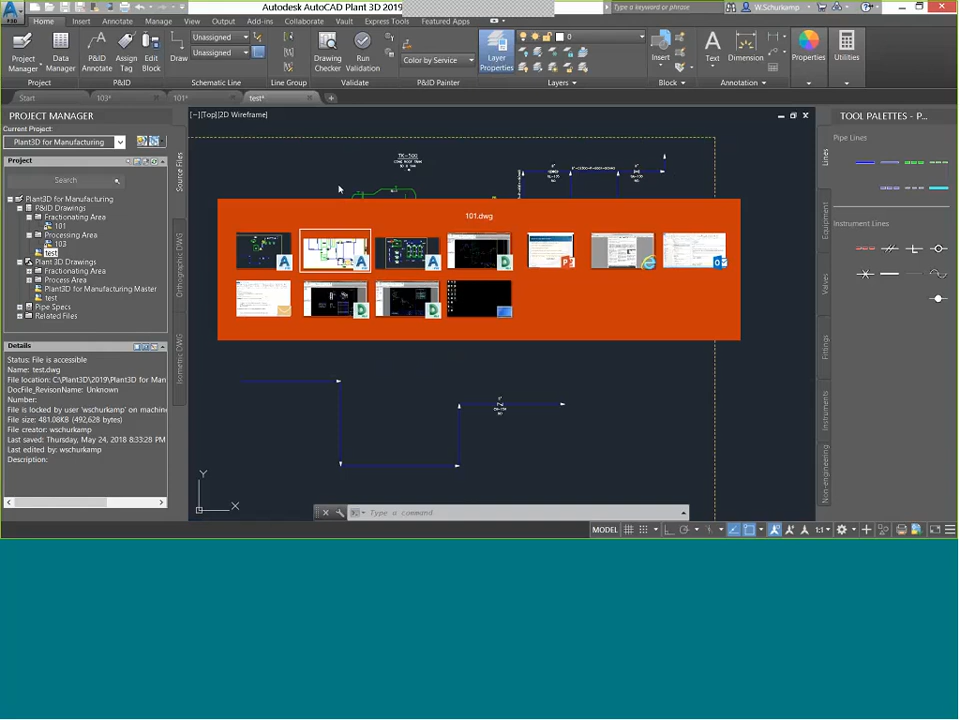 Autodesk AutoCAD Plant 3D 2019
Type a keyword or phrase
W.Schurkamp
P3D
Home Insert Annotate Manage View Output Add-ins Collaborate Vault Express Tools Featured Apps
Project Manager
Data Manager
P&ID Annotate
Assign Tag
Edit Block
Draw
Unassigned
Unassigned
Drawing Checker
Run Validation
Color by Service
Layer Properties
0
Insert
Text
Dimension
Properties
Utilities
Project
P&ID
Schematic Line
Line Group
Validate
P&ID Painter
Layers
Block
Annotation
Start
103*
101*
test*
[−][Top][2D Wireframe]
PROJECT MANAGER
Current Project:
Plant3D for Manufacturing
Project
Search
Plant3D for Manufacturing
P&ID Drawings
Fractionating Area
101
Processing Area
103
test
Plant 3D Drawings
Fractionating Area
Process Area
Plant3D for Manufacturing Master
test
Pipe Specs
Related Files
Source Files
Orthographic DWG
Isometric DWG
Details
Status: File is accessible
Name: test.dwg
File location: C:\Plant3D\2019\Plant3D for Man
DocFile_RevisonName: Unknown
Number:
File is locked by user 'wschurkamp' on machin
File size: 481.08KB (492,628 bytes)
File creator: wschurkamp
Last saved: Thursday, May 24, 2018 8:33:28 PM
Last edited by: wschurkamp
Description:
101.dwg
Y
X
Type a command
MODEL
1:1
TOOL PALETTES - P...
Pipe Lines
Instrument Lines
Lines
Equipment
Valves
Fittings
Instruments
Non-engineering